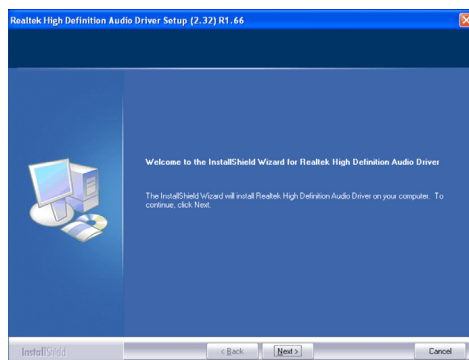 Realtek High Definition Audio Driver Setup (2.32) R1.66
Welcome to the InstallShield Wizard for Realtek High Definition Audio Driver
The InstallShield Wizard will install Realtek High Definition Audio Driver on your computer. To
continue, click Next.
InstallShield
< Back
Next >
Cancel